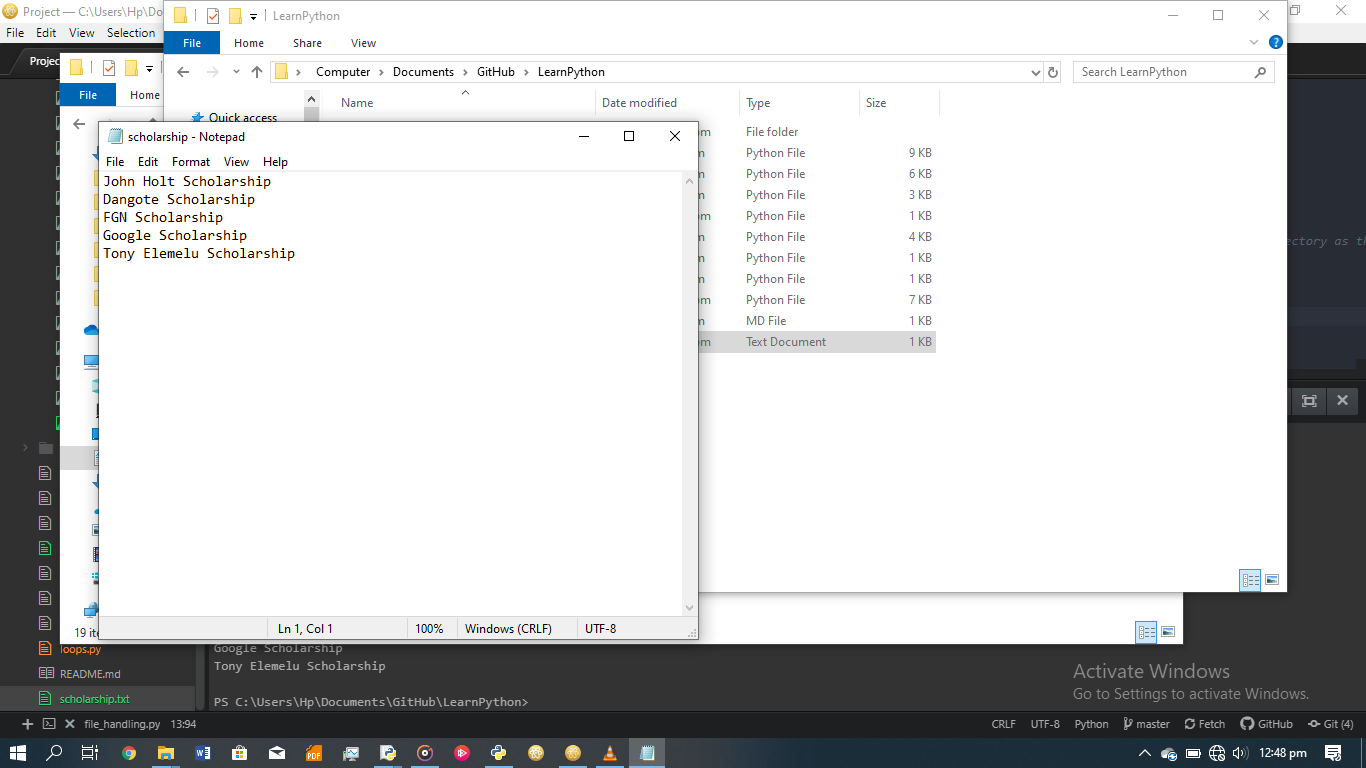 Project — C:\Users\Hp\Do
File Edit View Selection
Projec
LearnPython
File Home Share View
Computer > Documents > GitHub > LearnPython
Search LearnPython
File Home
Quick access
Name Date modified Type Size
File folder
Python File 9 KB
Python File 6 KB
Python File 3 KB
Python File 1 KB
Python File 4 KB
Python File 1 KB
Python File 1 KB
Python File 7 KB
MD File 1 KB
Text Document 1 KB
scholarship - Notepad
File Edit Format View Help
John Holt Scholarship
Dangote Scholarship
FGN Scholarship
Google Scholarship
Tony Elemelu Scholarship
Ln 1, Col 1 100% Windows (CRLF) UTF-8
ectory as th
19 ite
loops.py
README.md
scholarship.txt
Google Scholarship
Tony Elemelu Scholarship
PS C:\Users\Hp\Documents\GitHub\LearnPython>
Activate Windows
Go to Settings to activate Windows.
file_handling.py 13:94 CRLF UTF-8 Python master Fetch GitHub Git (4)
12:48 pm